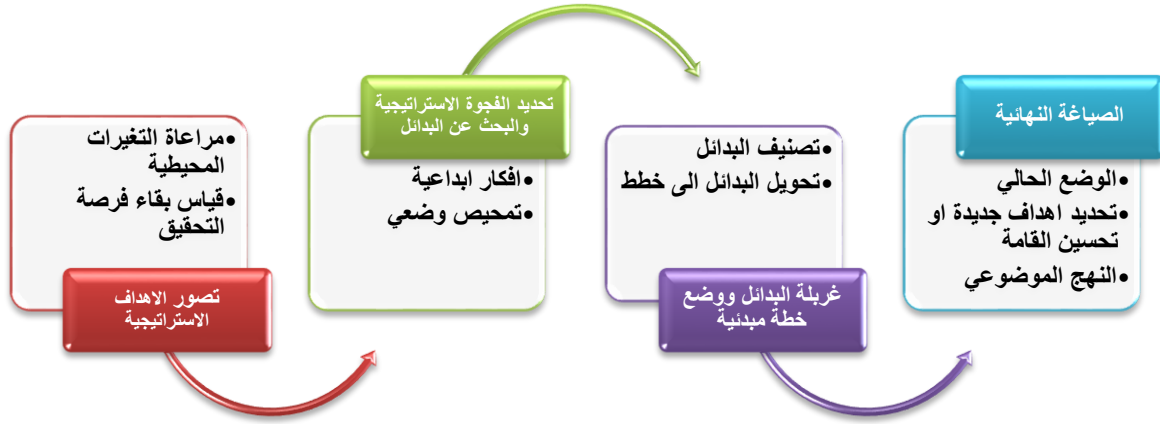 مراعاة التغيرات
المحيطية
قياس بقاء فرصة
التحقيق
تصور الاهداف
الاستراتيجية
تحديد الفجوة الاستراتيجية
والبحث عن البدائل
افكار ابداعية
تمحيص وضعي
تصنيف البدائل
تحويل البدائل الى خطط
غربلة البدائل ووضع
خطة مبدئية
الصياغة النهائية
الوضع الحالي
تحديد اهداف جديدة او
تحسين القامة
النهج الموضوعي